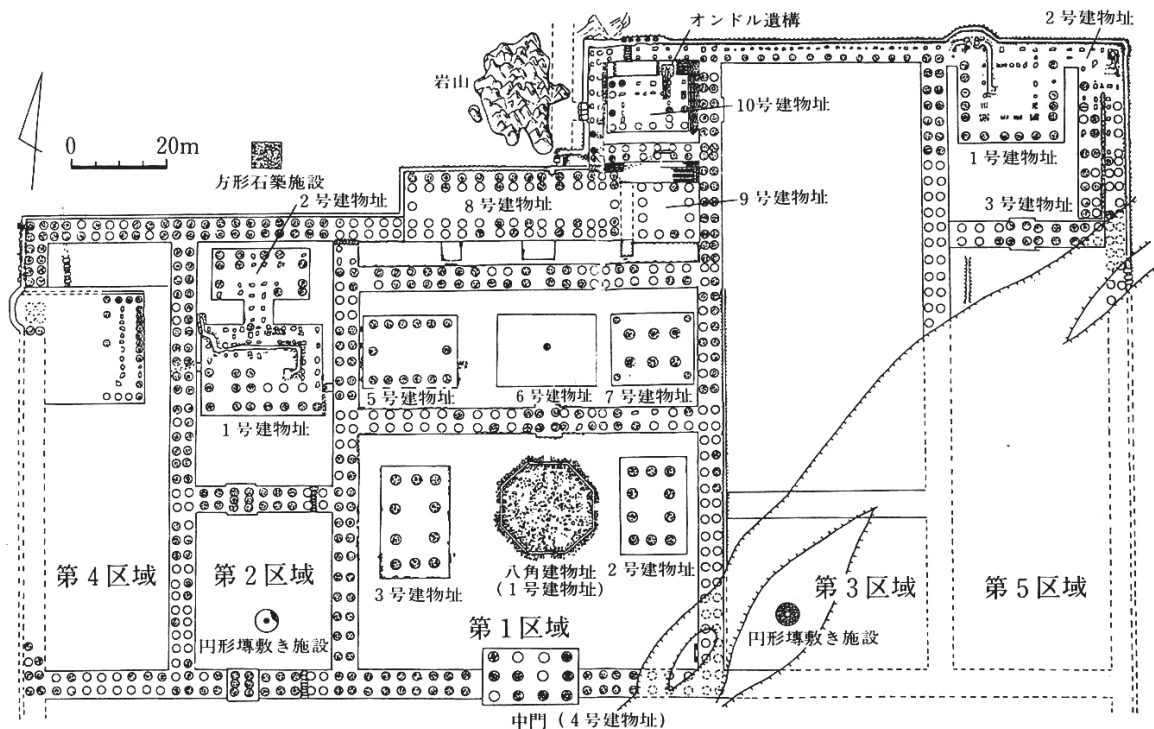 オンドル遺構
2号建物址
岩山
10号建物址
0 20m
方形石築施設
2号建物址
8号建物址
9号建物址
1号建物址
3号建物址
5号建物址
6号建物址
7号建物址
1号建物址
八角建物址
(1号建物址)
2号建物址
3号建物址
第4区域
第2区域
第1区域
第3区域
第5区域
円形塼敷き施設
円形塼敷き施設
中門(4号建物址)